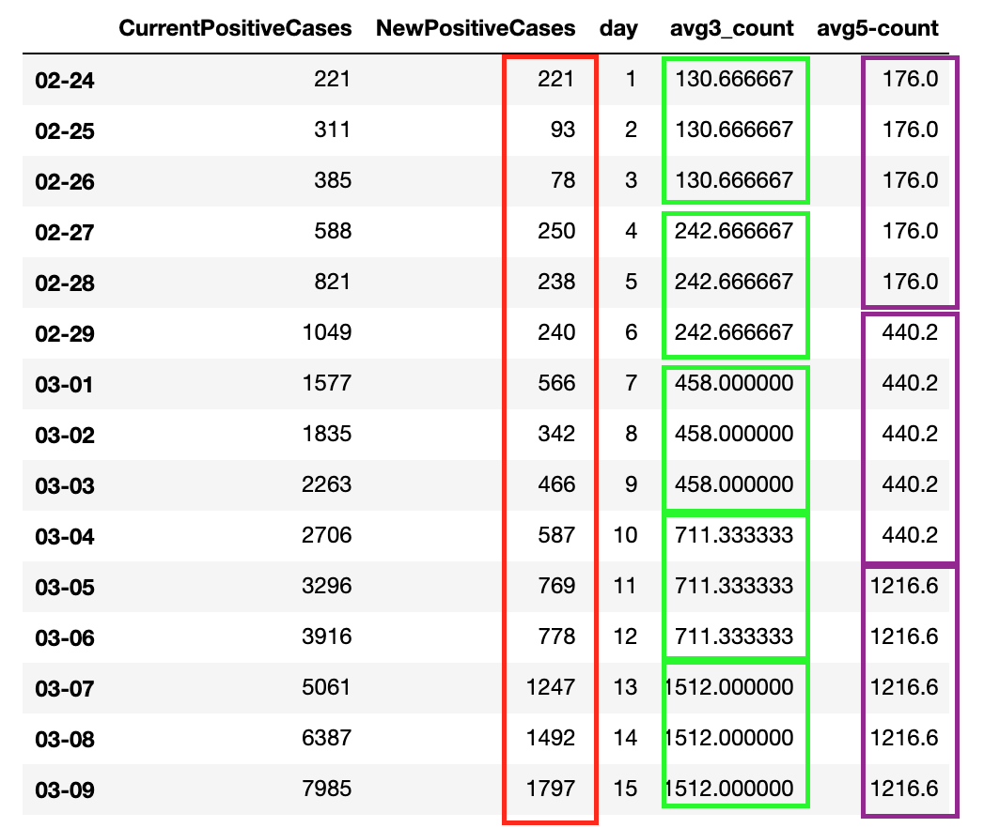 CurrentPositiveCases NewPositiveCases day avg3_count avg5-count
02-24 221 221 1 130.666667 176.0
02-25 311 93 2 130.666667 176.0
02-26 385 78 3 130.666667 176.0
02-27 588 250 4 242.666667 176.0
02-28 821 238 5 242.666667 176.0
02-29 1049 240 6 242.666667 440.2
03-01 1577 566 7 458.000000 440.2
03-02 1835 342 8 458.000000 440.2
03-03 2263 466 9 458.000000 440.2
03-04 2706 587 10 711.333333 440.2
03-05 3296 769 11 711.333333 1216.6
03-06 3916 778 12 711.333333 1216.6
03-07 5061 1247 13 1512.000000 1216.6
03-08 6387 1492 14 1512.000000 1216.6
03-09 7985 1797 15 1512.000000 1216.6